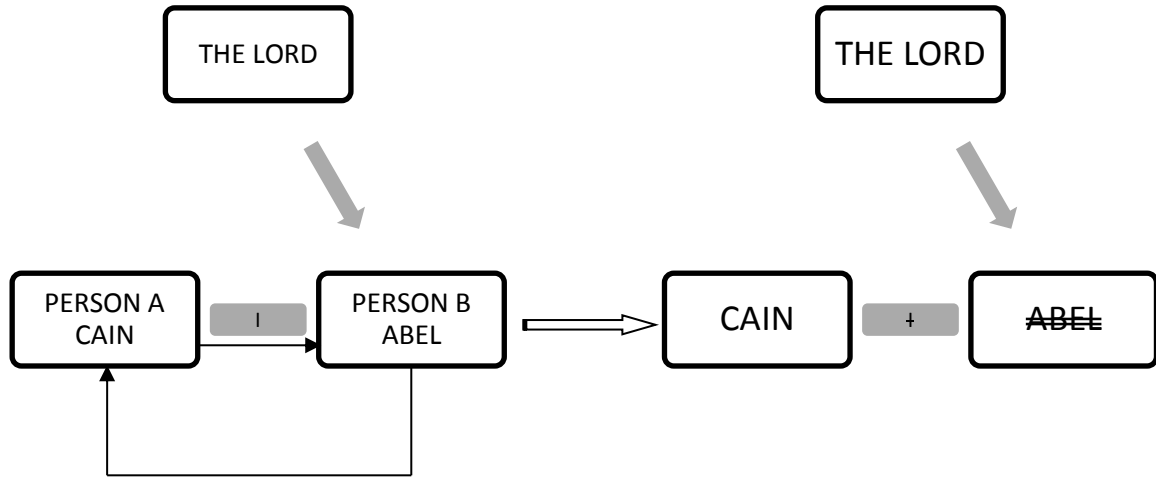 THE LORD
THE LORD
PERSON A
CAIN
I
PERSON B
ABEL
CAIN
I
ABEL